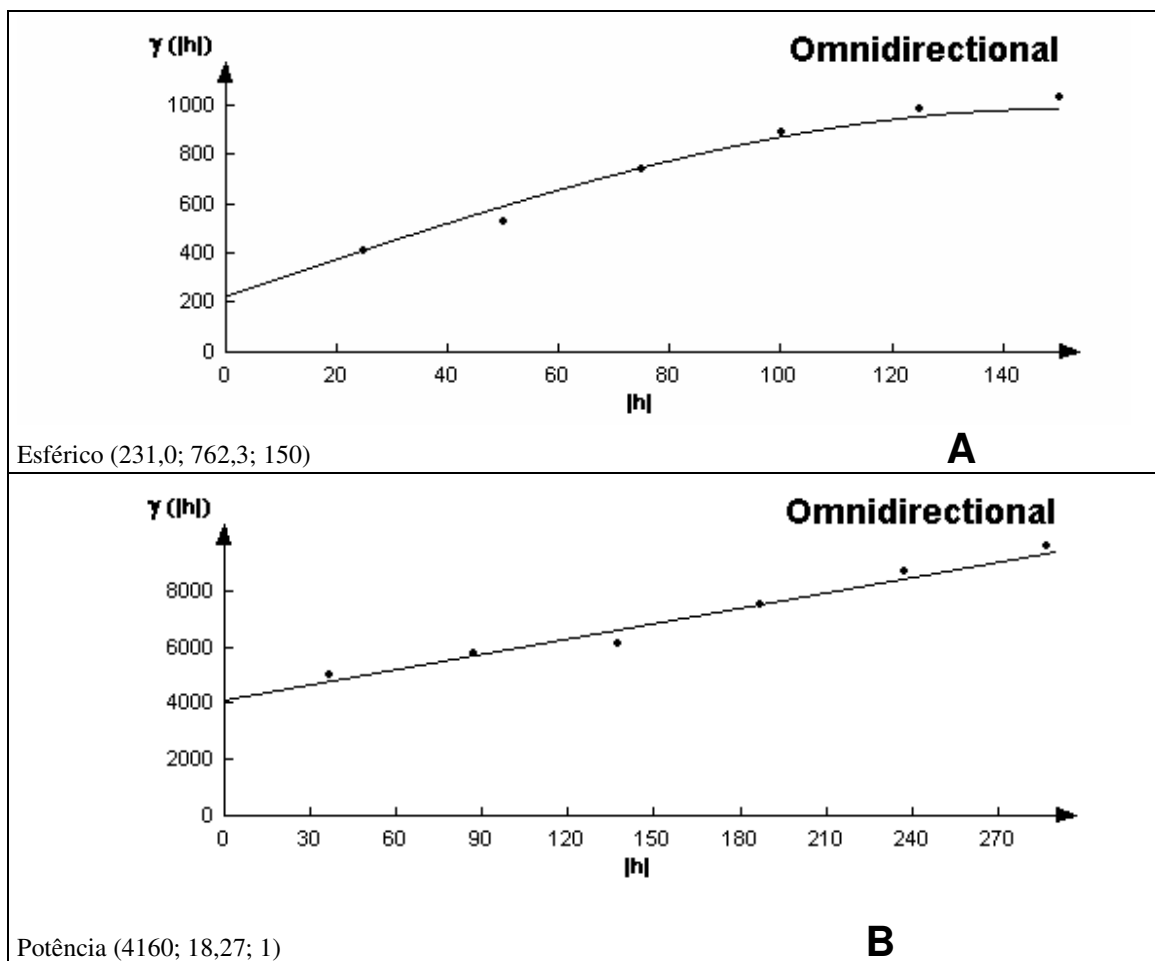 γ (|h|)
Omnidirectional
1000
800
600
400
200
0
0 20 40 60 80 100 120 140
|h|
Esférico (231,0; 762,3; 150)
A
γ (|h|)
Omnidirectional
8000
6000
4000
2000
0
0 30 60 90 120 150 180 210 240 270
|h|
Potência (4160; 18,27; 1)
B